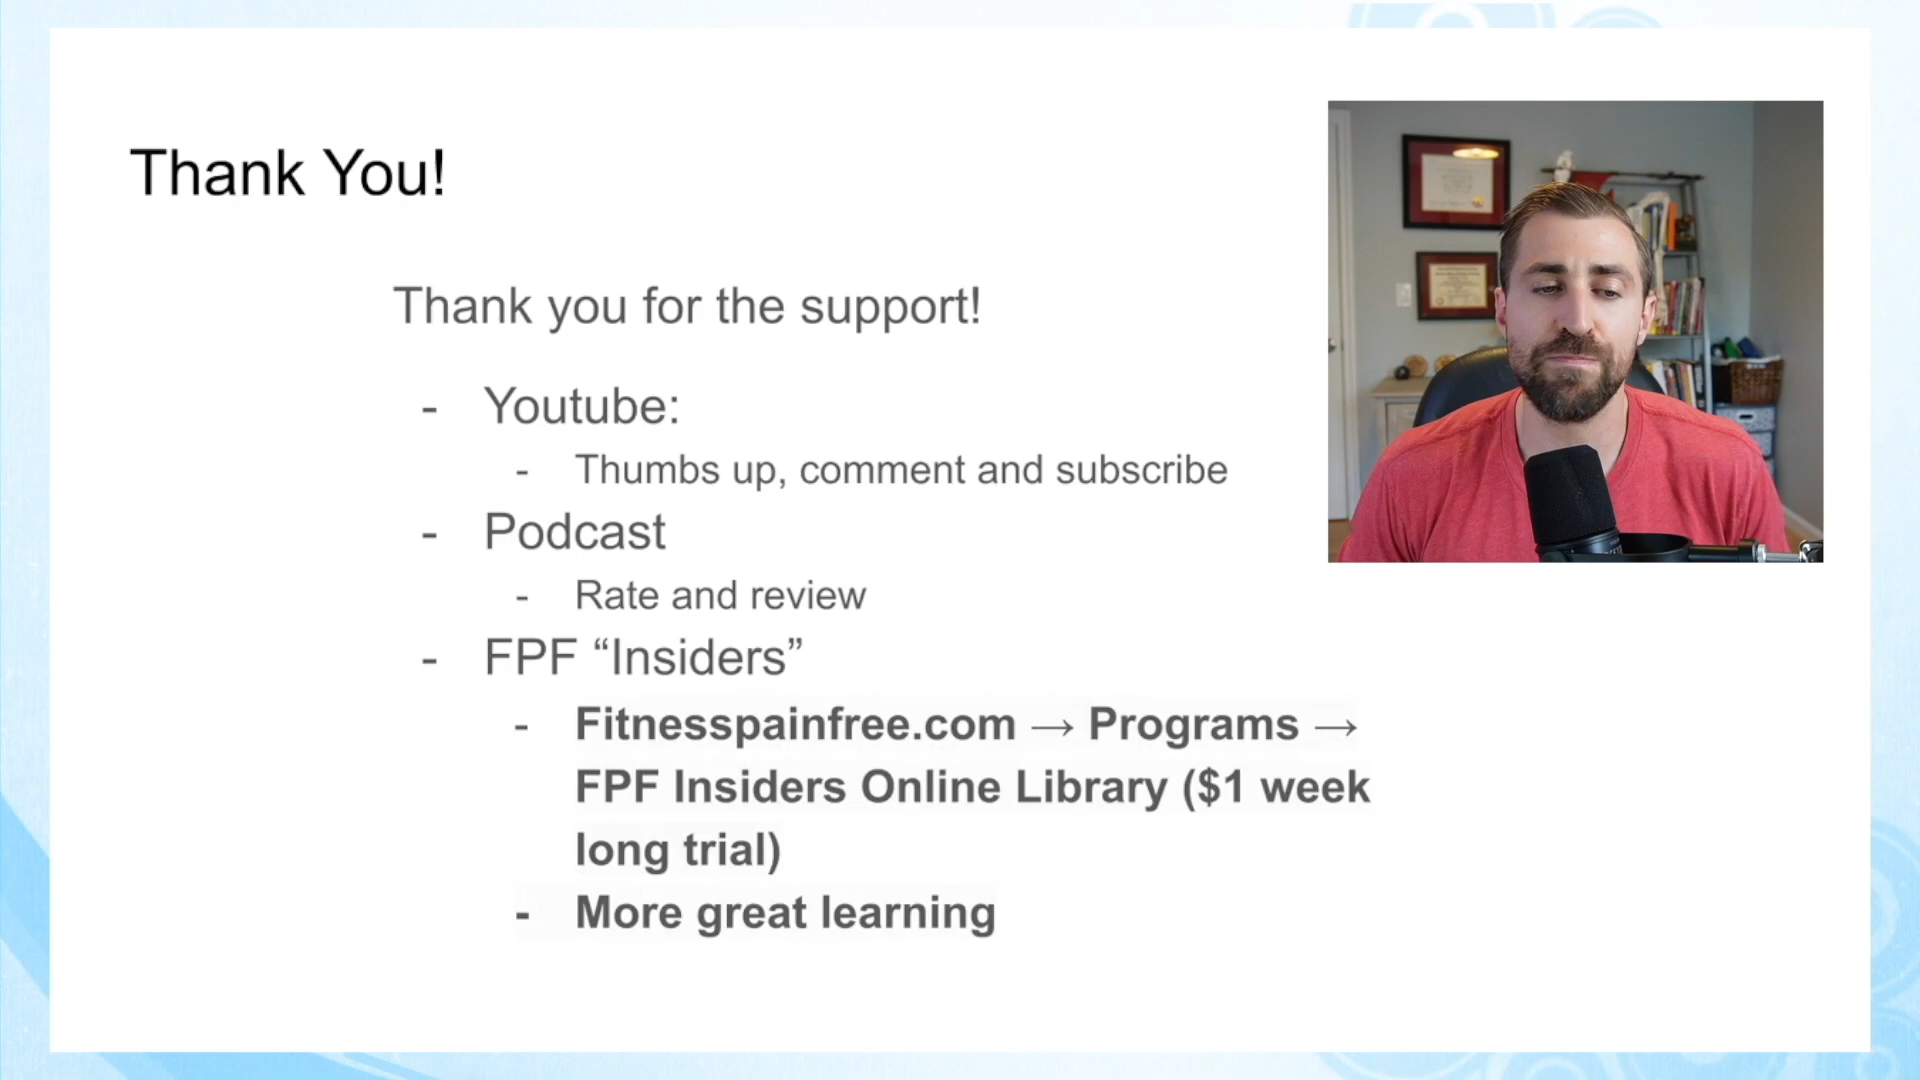 Thank You!
Thank you for the support!
- Youtube:
- Thumbs up, comment and subscribe
- Podcast
- Rate and review
- FPF “Insiders”
- Fitnesspainfree.com → Programs →
FPF Insiders Online Library ($1 week
long trial)
- More great learning